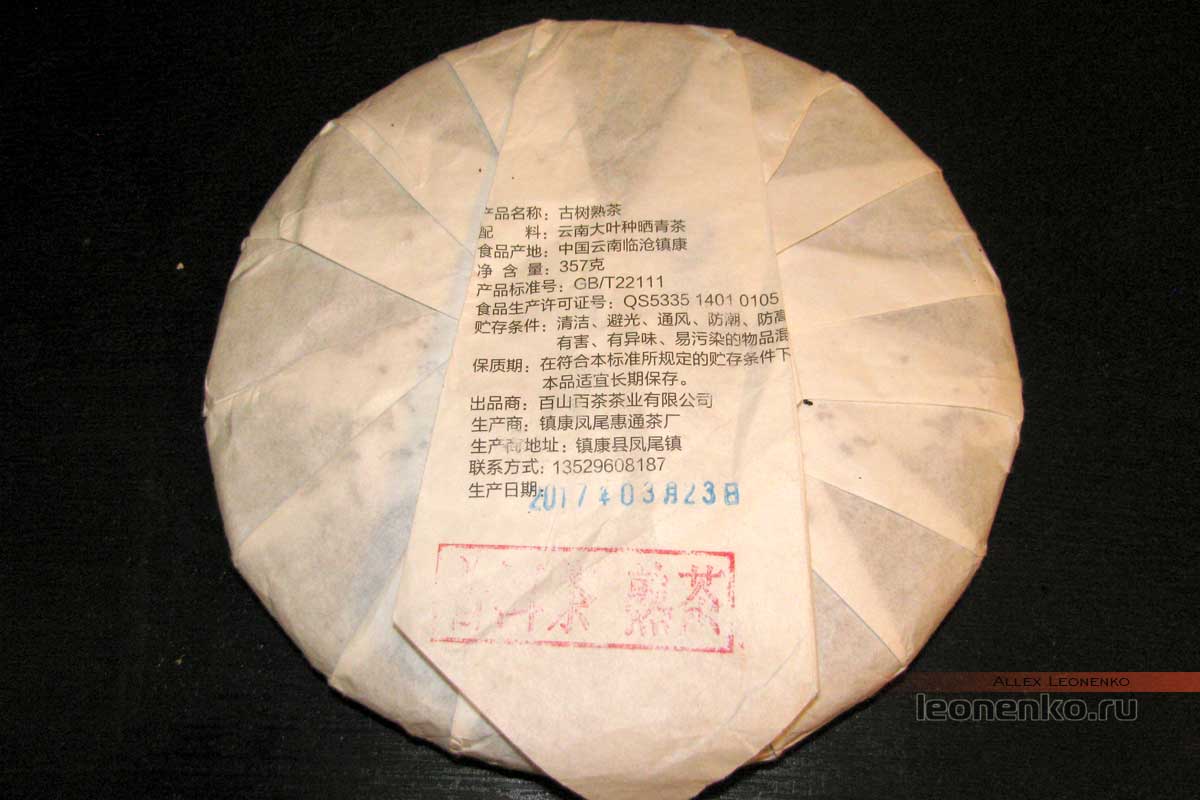 产品名称：古树熟茶
配 料：云南大叶种晒青茶
食品产地：中国云南临沧镇康
净 含 量：357克
产品标准号：GB/T22111
食品生产许可证号：QS5335 1401 0105
贮存条件：清洁、避光、通风、防潮、防高
有害、有异味、易污染的物品混
保质期：在符合本标准所规定的贮存条件下
本品适宜长期保存。
出品商：百山百茶茶业有限公司
生产商：镇康凤尾惠通茶厂
生产商地址：镇康县凤尾镇
联系方式：13529608187
生产日期：2017年03月23日
茶 熟茶
ALLEX LEONENKO
leonenko.ru